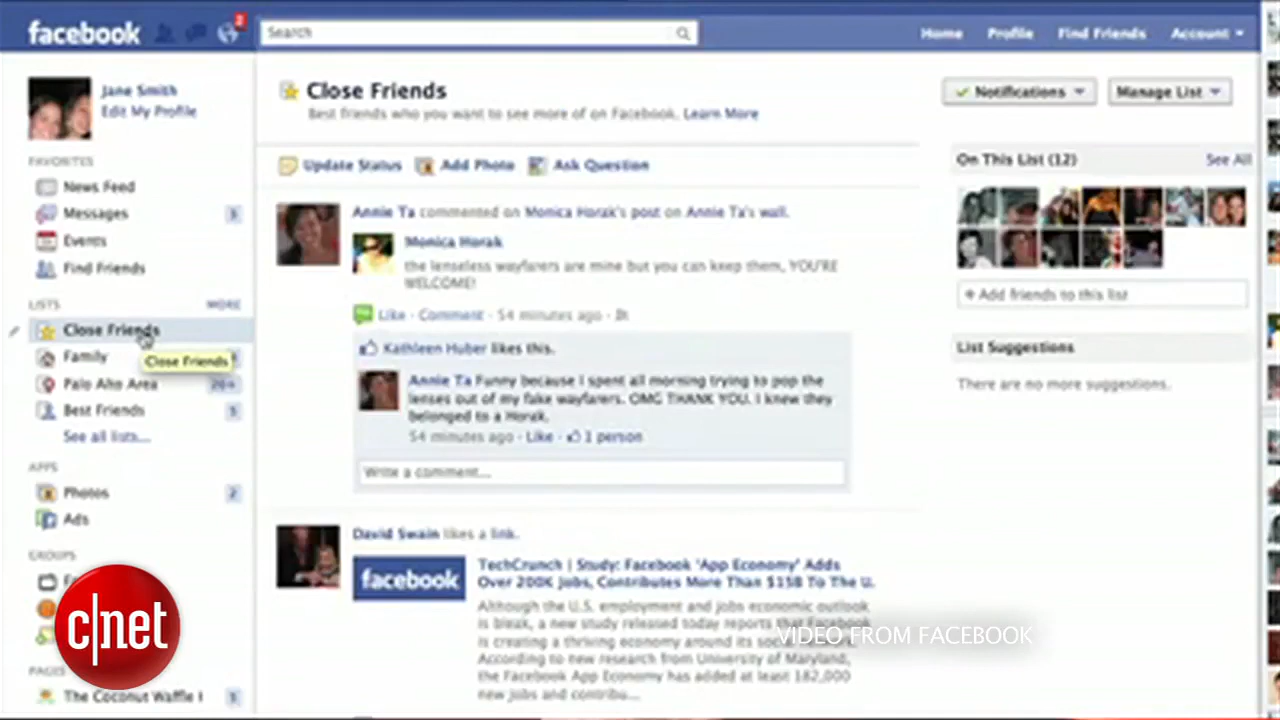 facebook
2
Search
Home
Profile
Find Friends
Account
Jane Smith
Edit My Profile
FAVORITES
News Feed
Messages
Events
Find Friends
LISTS
MORE
Close Friends
Close Friends
Family
Palo Alto Area
20+
Best Friends
5
See all lists...
APPS
Photos
2
Ads
GROUPS
PAGES
The Coconut Waffle
c|net
Close Friends
Best friends who you want to see more of on Facebook. Learn More
Notifications
Manage List
Update Status
Add Photo
Ask Question
Annie Ta commented on Monica Horak's post on Annie Ta's wall.
Monica Horak
the lenseless wayfarers are mine but you can keep them, YOU'RE
WELCOME!
Like · Comment · 54 minutes ago ·
Kathleen Huber likes this.
Annie Ta Funny because I spent all morning trying to pop the
lenses out of my fake wayfarers. OMG THANK YOU. I knew they
belonged to a Horak.
54 minutes ago · Like · 1 person
Write a comment...
David Swain likes a link.
facebook
TechCrunch | Study: Facebook 'App Economy' Adds
Over 200K Jobs, Contributes More Than $15B To The U.
Although the U.S. employment and jobs economic outlook
is bleak, a new study released today reports that Facebook
is creating a thriving economy around its
According to new research from University of Maryland,
the Facebook App Economy has added at least 182,000
new jobs and contribu...
VIDEO FROM FACEBOOK
On This List (12)
See All
+ Add friends to this list
List Suggestions
There are no more suggestions.